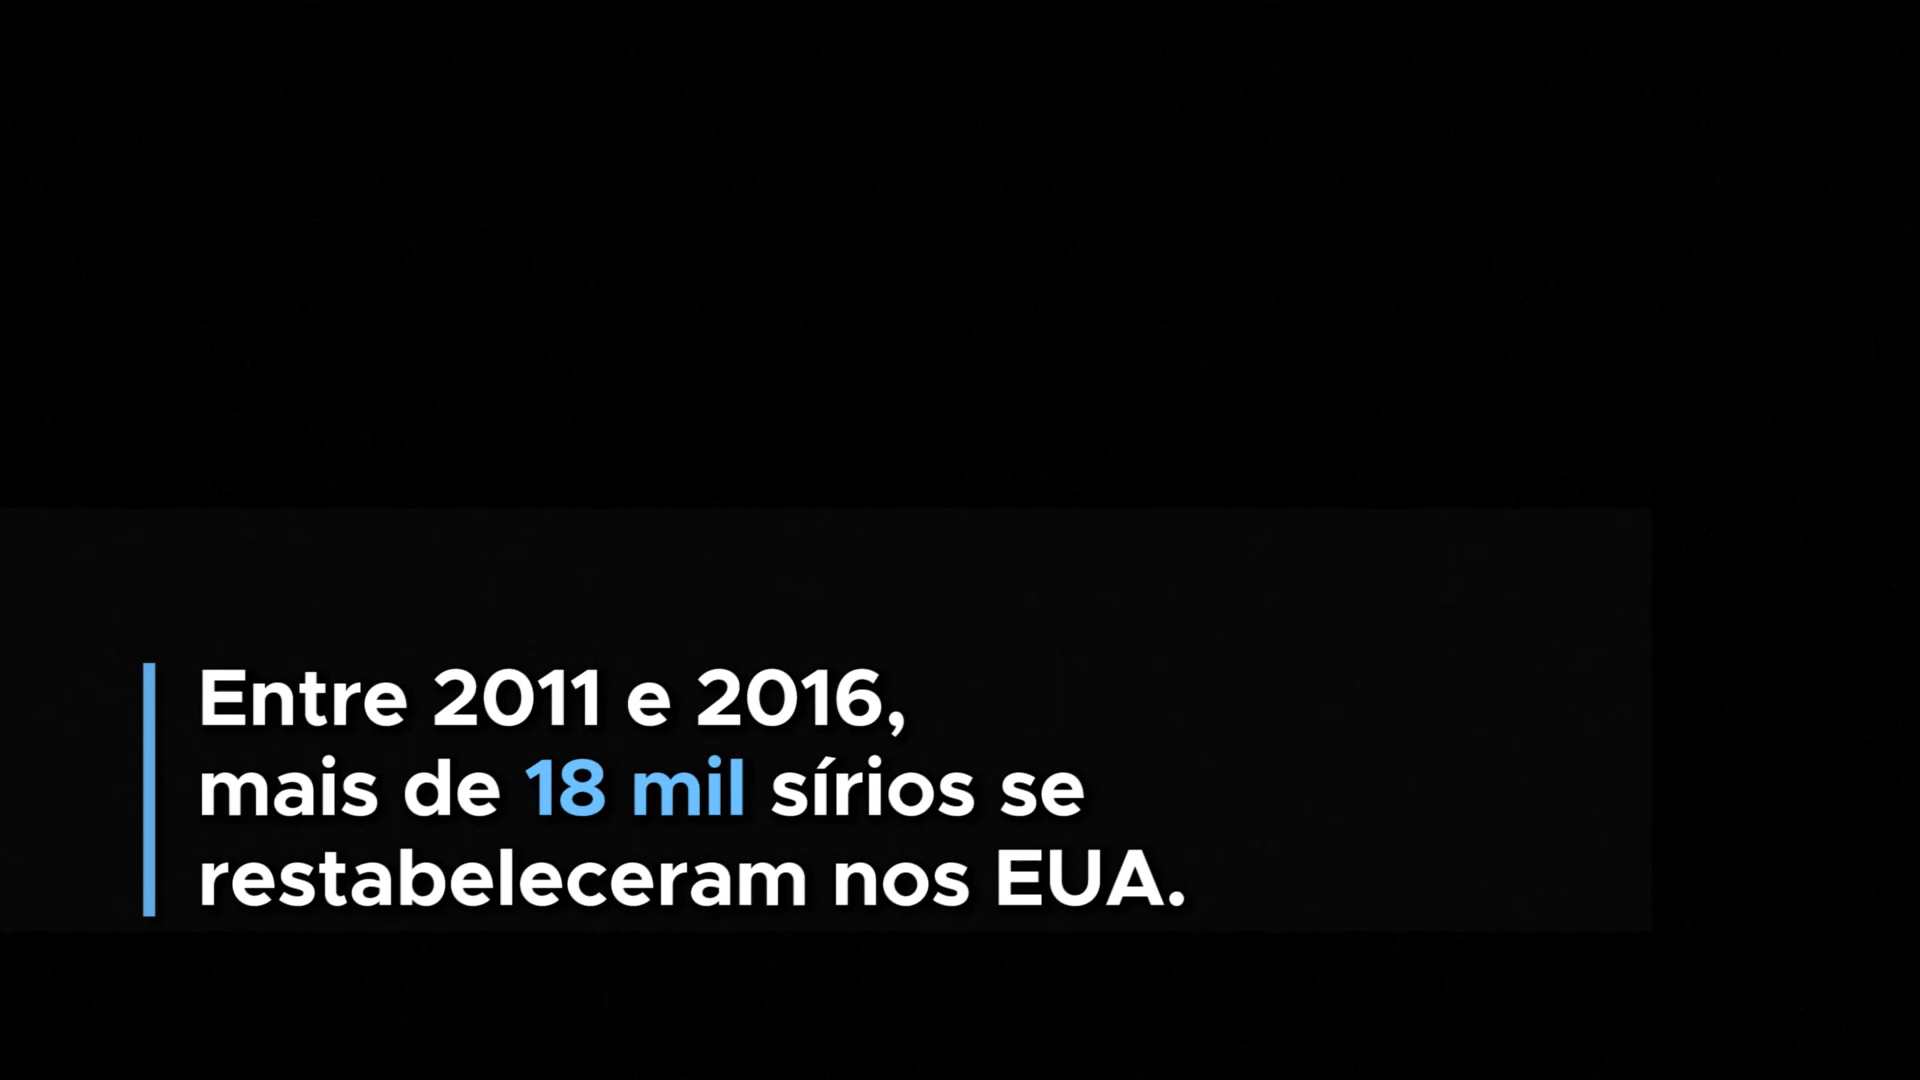 Entre 2011 e 2016,
mais de 18 mil sírios se
restabeleceram nos EUA.